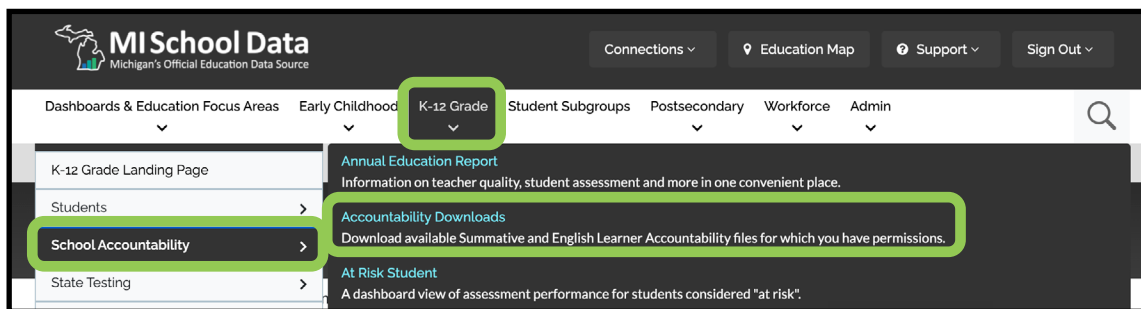 MI School Data
Michigan's Official Education Data Source
Connections
Education Map
Support
Sign Out
Dashboards & Education Focus Areas
Early Childhood
K-12 Grade
Student Subgroups
Postsecondary
Workforce
Admin
K-12 Grade Landing Page
Students
School Accountability
State Testing
Annual Education Report
Information on teacher quality, student assessment and more in one convenient place.
Accountability Downloads
Download available Summative and English Learner Accountability files for which you have permissions.
At Risk Student
A dashboard view of assessment performance for students considered "at risk".